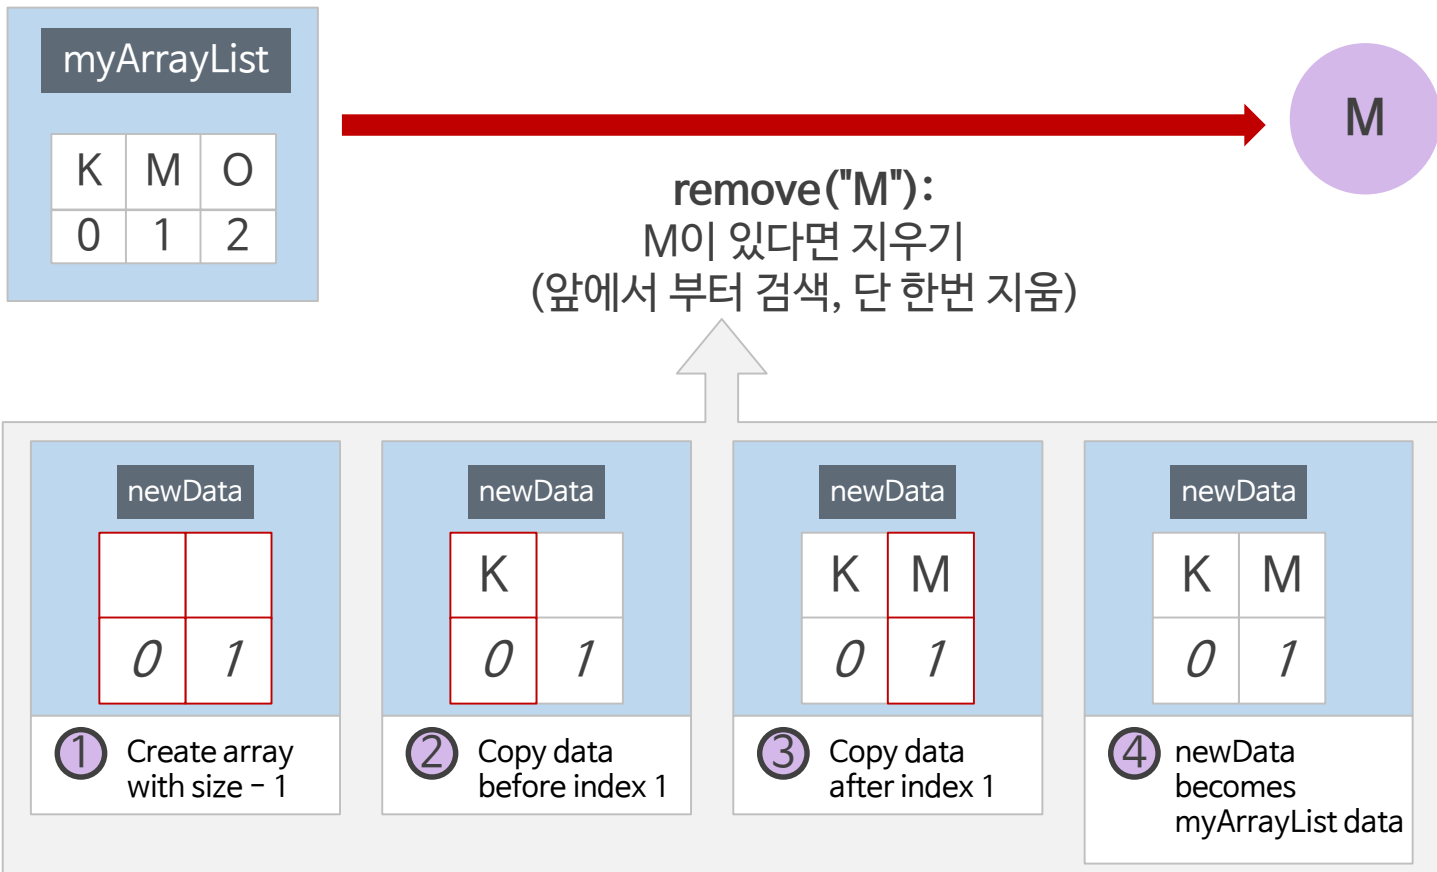 myArrayList
K M O
0 1 2
M
remove("M"):
M이 있다면 지우기
(앞에서 부터 검색, 단 한번 지움)
newData
0 1
1 Create array
with size - 1
newData
K
0 1
2 Copy data
before index 1
newData
K M
0 1
3 Copy data
after index 1
newData
K M
0 1
4 newData
becomes
myArrayList data